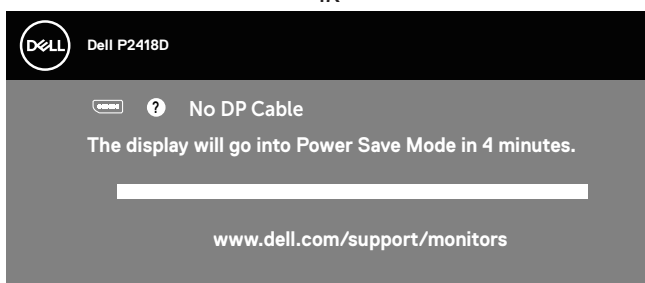 DELL
Dell P2418D
No DP Cable
The display will go into Power Save Mode in 4 minutes.
www.dell.com/support/monitors